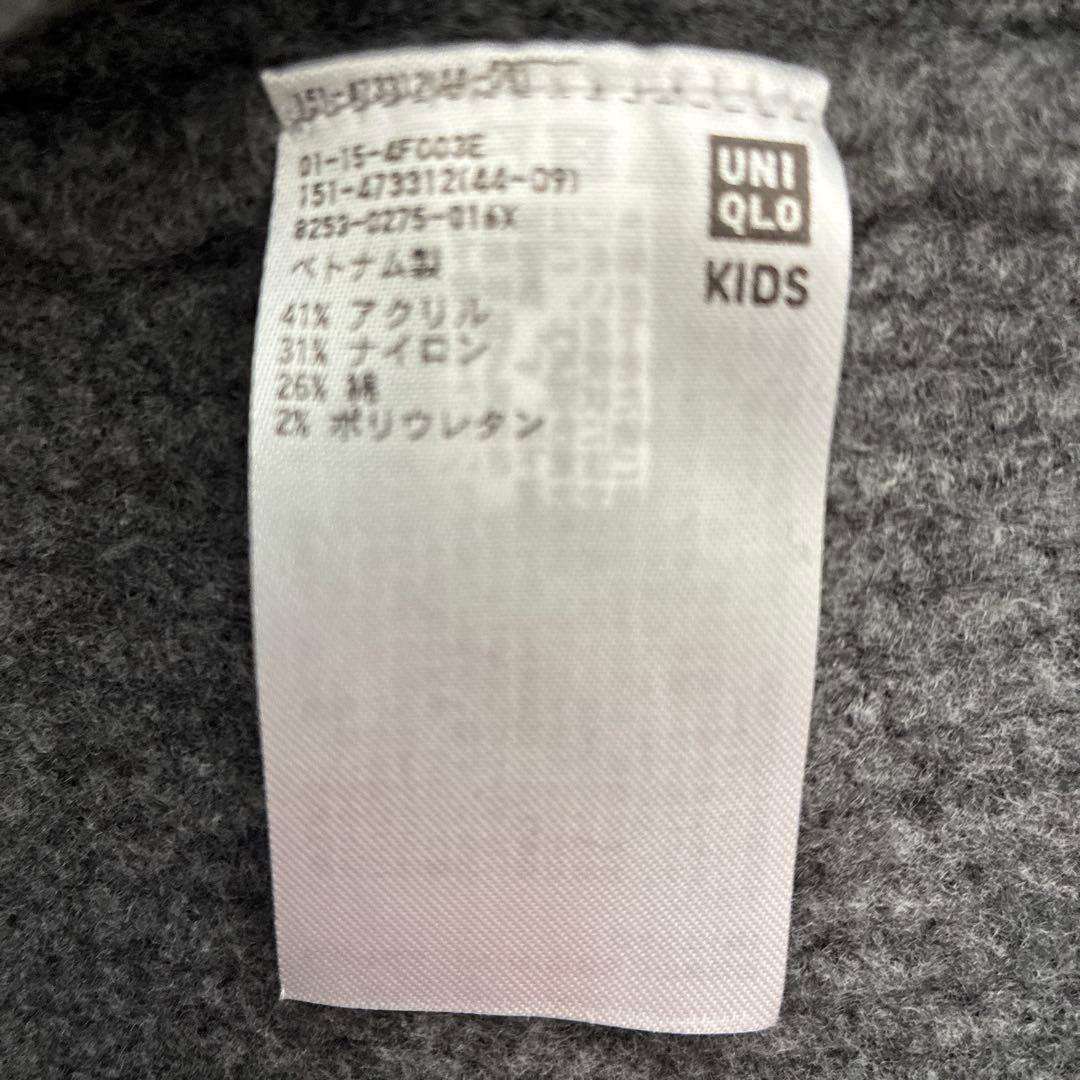 01-15-4F003E
151-473312(44-09)
8253-0275-016X
ベトナム製
41% アクリル
31% ナイロン
26% 綿
2% ポリウレタン
UNI
QLO
KIDS